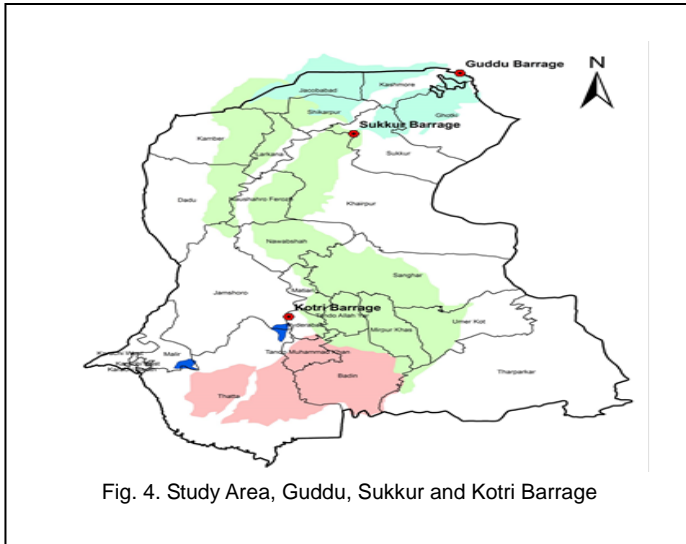 Guddu Barrage
N
Kashmore
Jacobabad
Ghotki
Shikarpur
Sukkur Barrage
Kamber
Larkana
Sukkur
Dadu
Naushahro Feroze
Khairpur
Nawabshah
Sanghar
Jamshoro
Matiari
Kotri Barrage
Tando Allah Yar
Hyderabad
Mirpur Khas
Umer Kot
Malir
Tando Muhammad Khan
Tharparkar
Badin
Thatta
Fig. 4. Study Area, Guddu, Sukkur and Kotri Barrage